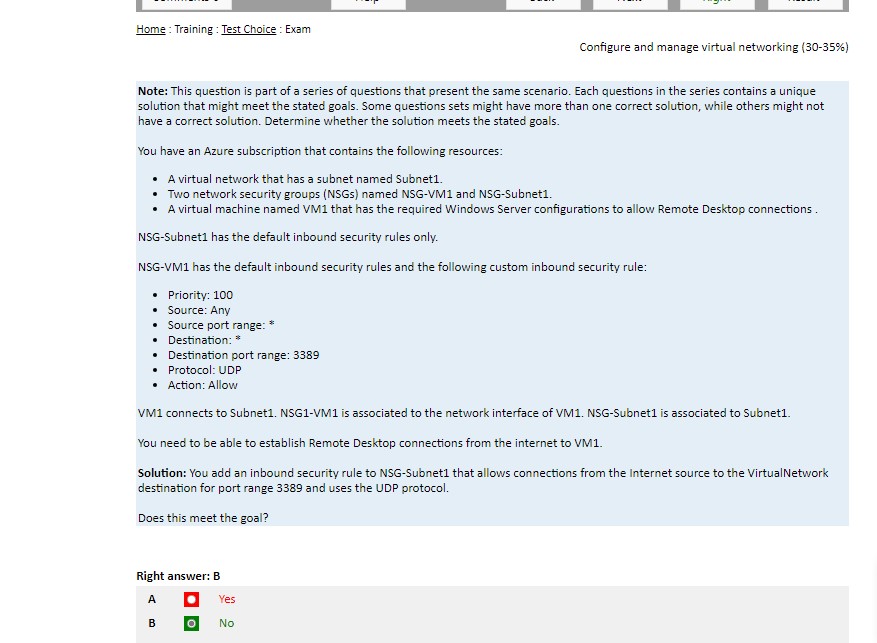 Home : Training : Test Choice : Exam
Configure and manage virtual networking (30-35%)
Note: This question is part of a series of questions that present the same scenario. Each questions in the series contains a unique
solution that might meet the stated goals. Some questions sets might have more than one correct solution, while others might not
have a correct solution. Determine whether the solution meets the stated goals.
You have an Azure subscription that contains the following resources:
• A virtual network that has a subnet named Subnet1.
• Two network security groups (NSGs) named NSG-VM1 and NSG-Subnet1.
• A virtual machine named VM1 that has the required Windows Server configurations to allow Remote Desktop connections .
NSG-Subnet1 has the default inbound security rules only.
NSG-VM1 has the default inbound security rules and the following custom inbound security rule:
• Priority: 100
• Source: Any
• Source port range: *
• Destination: *
• Destination port range: 3389
• Protocol: UDP
• Action: Allow
VM1 connects to Subnet1. NSG1-VM1 is associated to the network interface of VM1. NSG-Subnet1 is associated to Subnet1.
You need to be able to establish Remote Desktop connections from the internet to VM1.
Solution: You add an inbound security rule to NSG-Subnet1 that allows connections from the Internet source to the VirtualNetwork
destination for port range 3389 and uses the UDP protocol.
Does this meet the goal?
Right answer: B
A Yes
B No